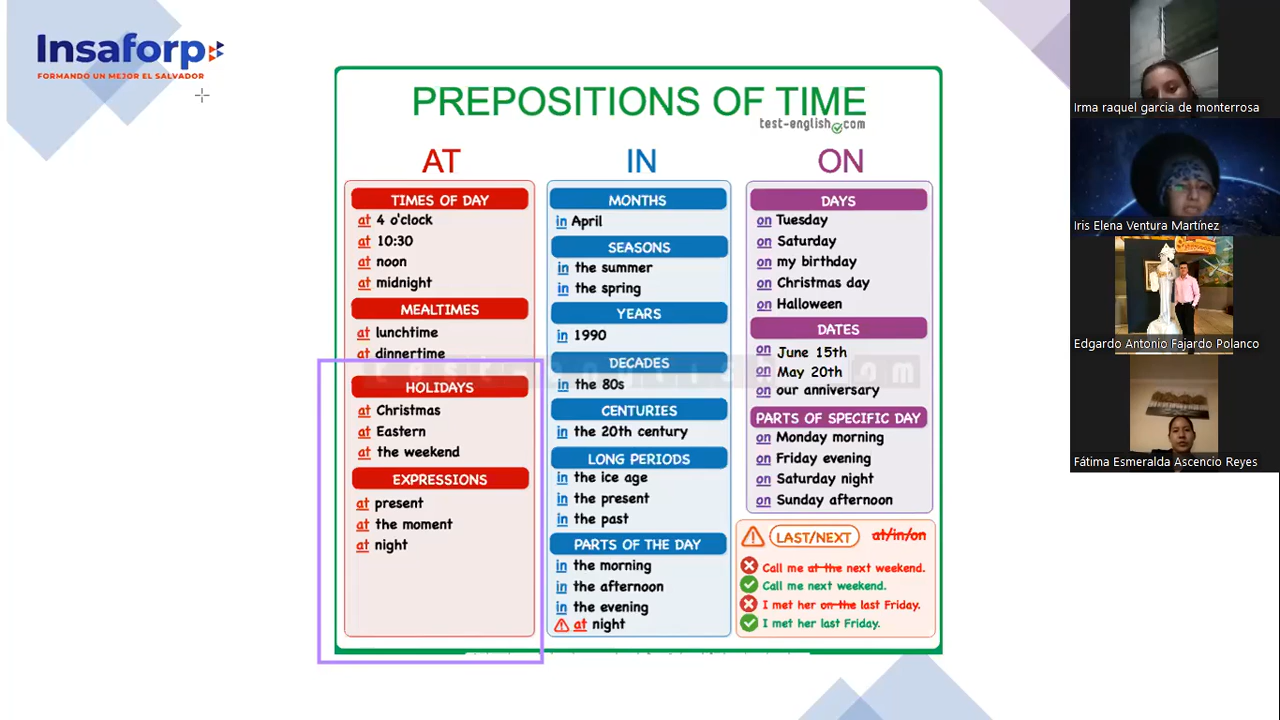 Insaforp
FORMANDO UN MEJOR EL SALVADOR
PREPOSITIONS OF TIME
test-english.com
AT
TIMES OF DAY
at 4 o'clock
at 10:30
at noon
at midnight
MEALTIMES
at lunchtime
at dinnertime
HOLIDAYS
at Christmas
at Eastern
at the weekend
EXPRESSIONS
at present
at the moment
at night
IN
MONTHS
in April
SEASONS
in the summer
in the spring
YEARS
in 1990
DECADES
in the 80s
CENTURIES
in the 20th century
LONG PERIODS
in the ice age
in the present
in the past
PARTS OF THE DAY
in the morning
in the afternoon
in the evening
at night
ON
DAYS
on Tuesday
on Saturday
on my birthday
on Christmas day
on Halloween
DATES
on June 15th
on May 20th
on our anniversary
PARTS OF SPECIFIC DAY
on Monday morning
on Friday evening
on Saturday night
on Sunday afternoon
LAST/NEXT at/in/on
Call me at the next weekend.
Call me next weekend.
I met her on the last Friday.
I met her last Friday.
Irma raquel garcia de monterrosa
Iris Elena Ventura Martínez
Edgardo Antonio Fajardo Polanco
Fátima Esmeralda Ascencio Reyes